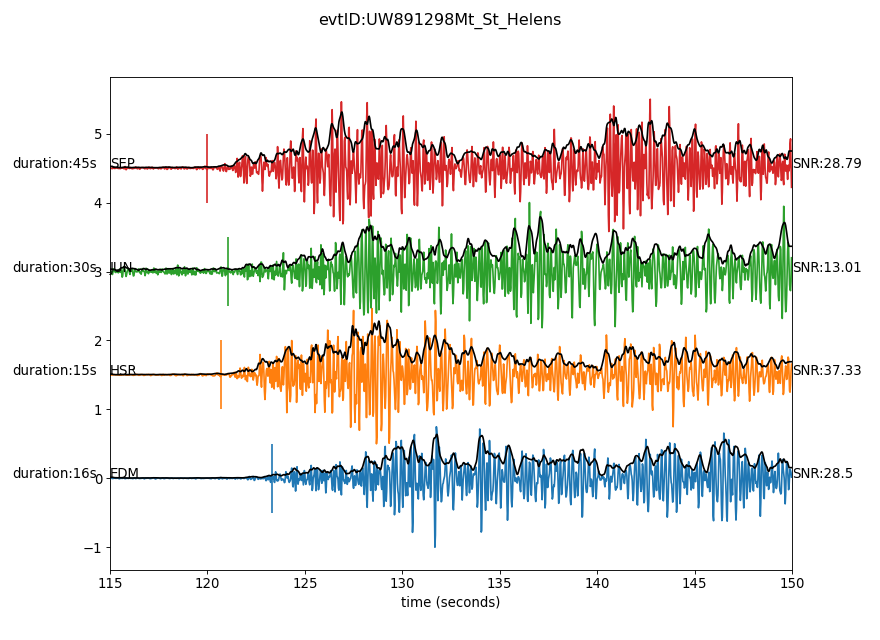 evtID:UW891298Mt_St_Helens
5
duration:45s SEP SNR:28.79
4
duration:30s 3 JUN SNR:13.01
2
duration:15s HSR SNR:37.33
1
duration:16s 0 EDM SNR:28.5
−1
115 120 125 130 135 140 145 150
time (seconds)